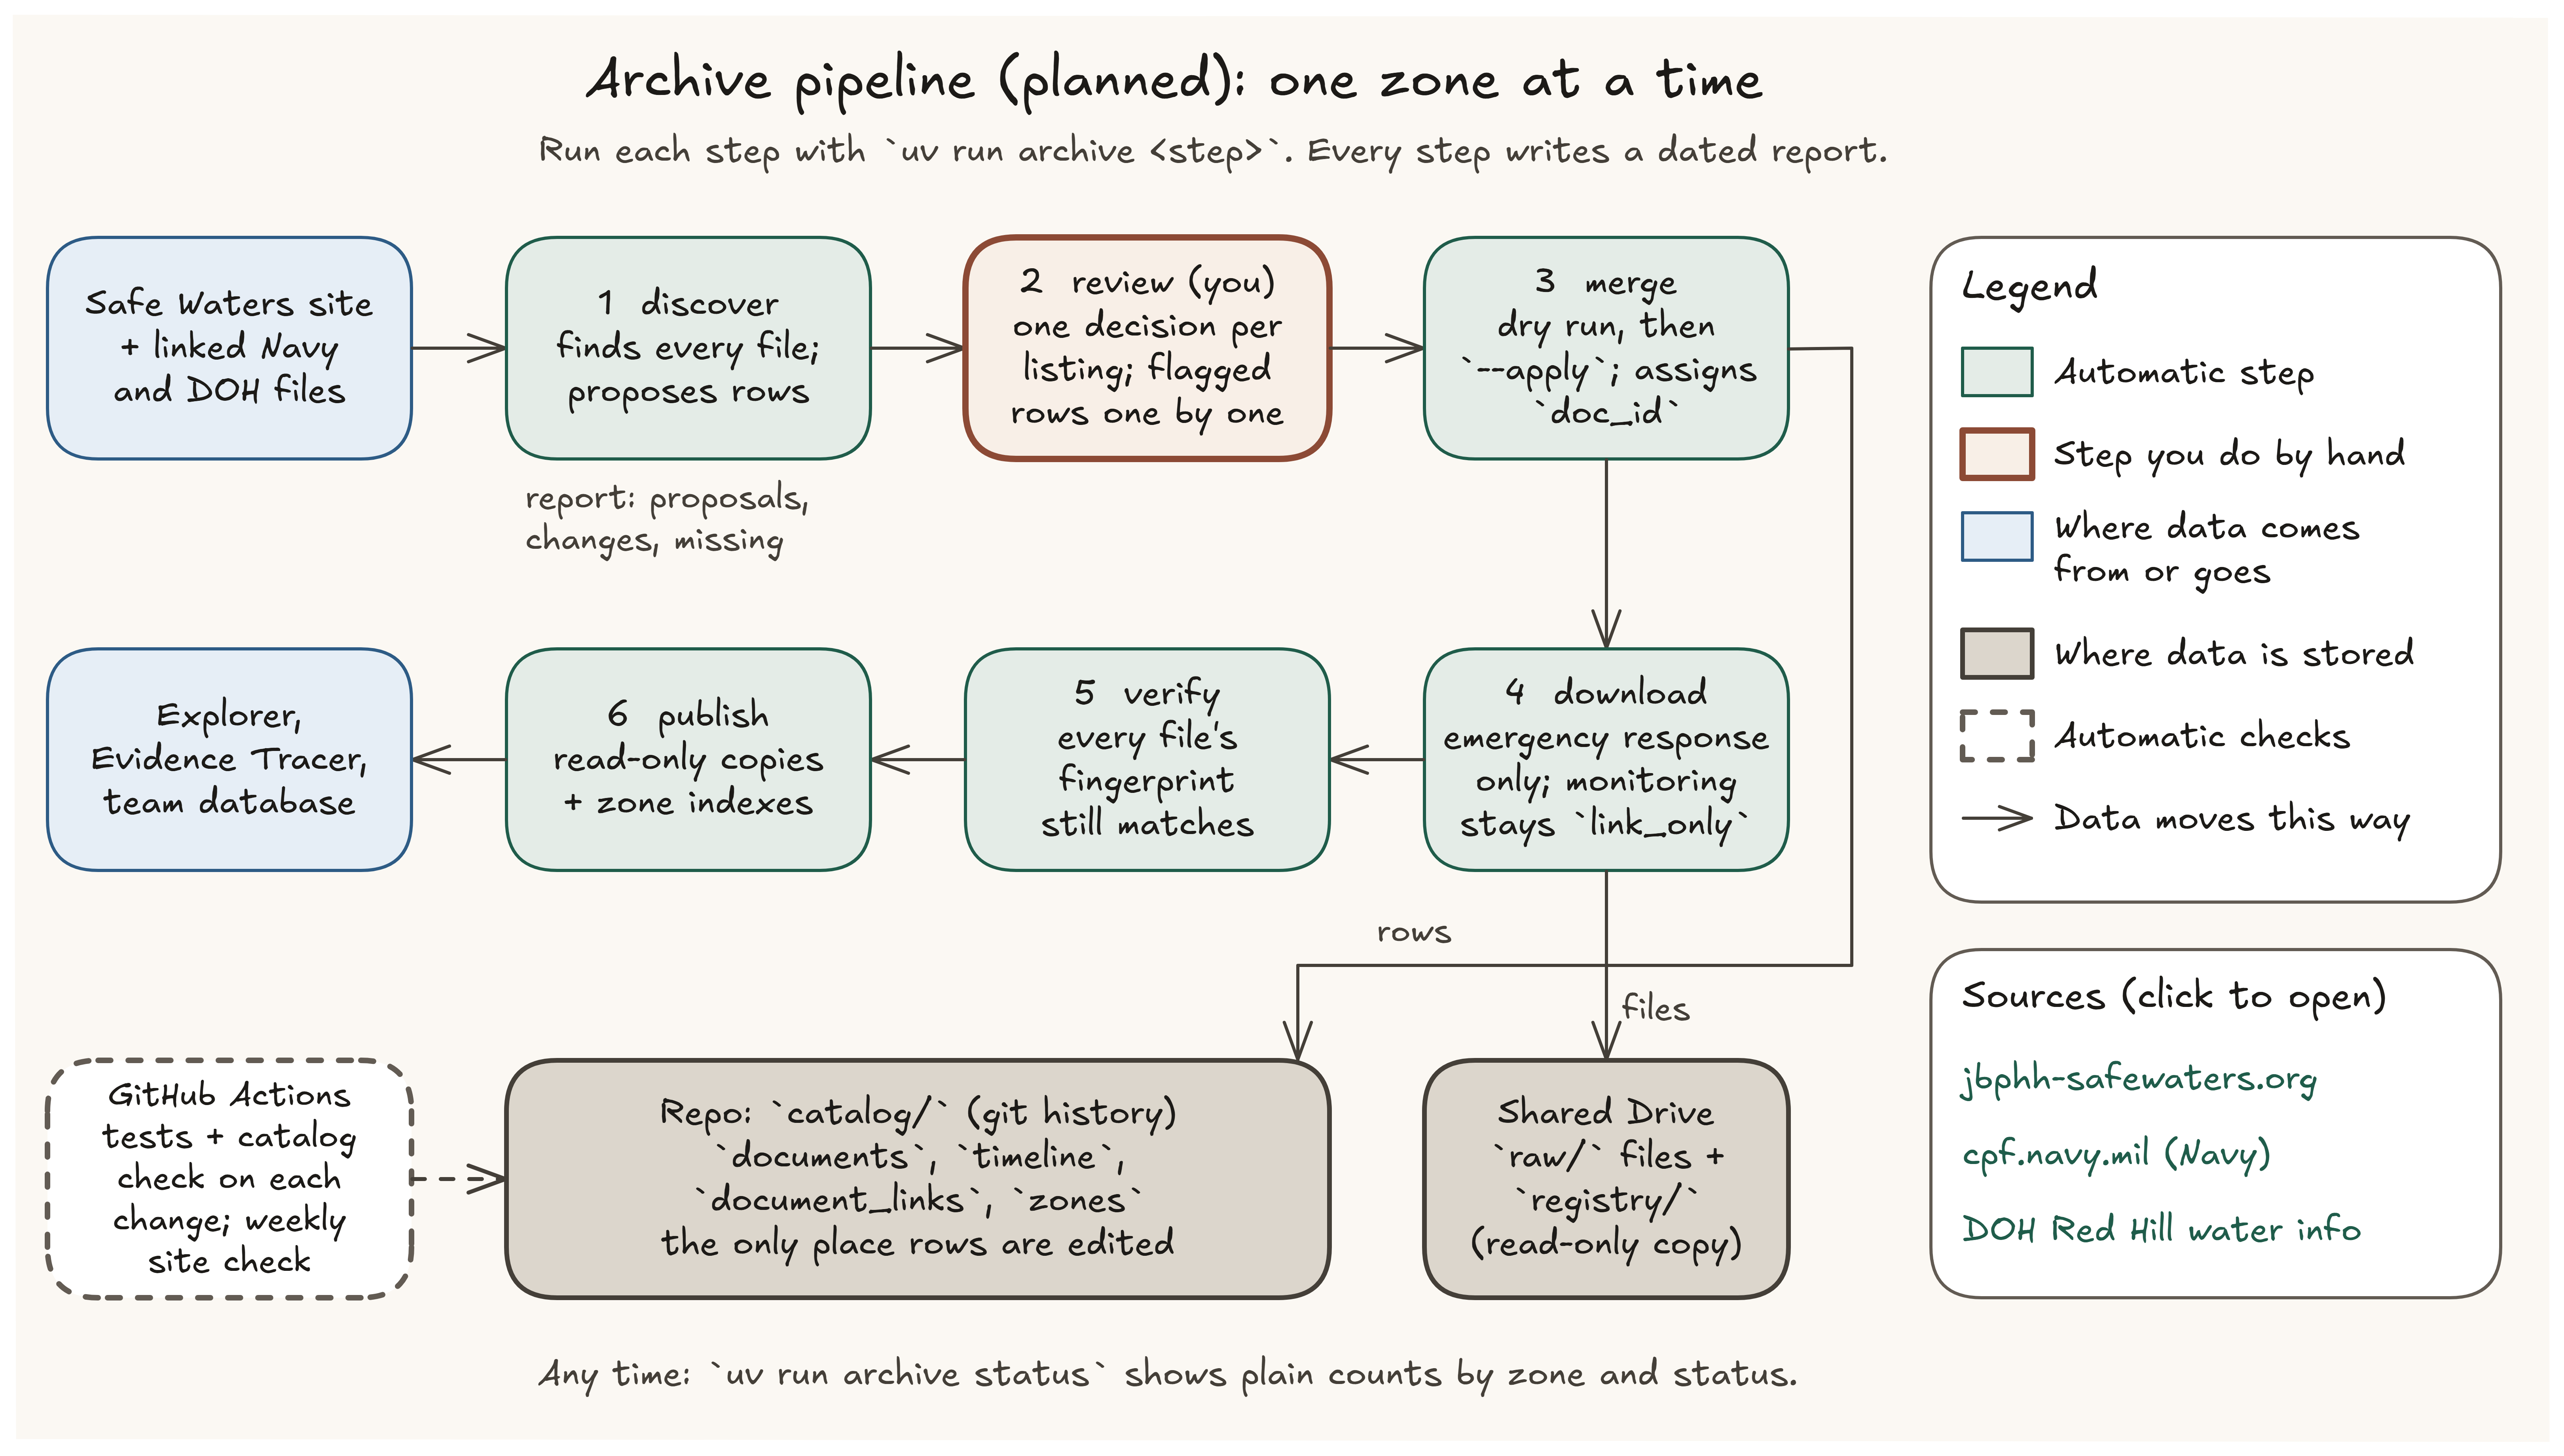 Archive pipeline (planned): one zone at a time
Run each step with `uv run archive <step>`. Every step writes a dated report.
Safe Waters site
+ linked Navy
and DOH files
1 discover
finds every file;
proposes rows
report: proposals,
changes, missing
2 review (you)
one decision per
listing; flagged
rows one by one
3 merge
dry run, then
`--apply`; assigns
`doc_id`
Explorer,
Evidence Tracer,
team database
6 publish
read-only copies
+ zone indexes
5 verify
every file's
fingerprint
still matches
4 download
emergency response
only; monitoring
stays `link_only`
rows
files
GitHub Actions
tests + catalog
check on each
change; weekly
site check
Repo: `catalog/` (git history)
`documents`, `timeline`,
`document_links`, `zones`
the only place rows are edited
Shared Drive
`raw/` files +
`registry/`
(read-only copy)
Any time: `uv run archive status` shows plain counts by zone and status.
Legend
Automatic step
Step you do by hand
Where data comes
from or goes
Where data is stored
Automatic checks
Data moves this way
Sources (click to open)
jbphh-safewaters.org
cpf.navy.mil (Navy)
DOH Red Hill water info